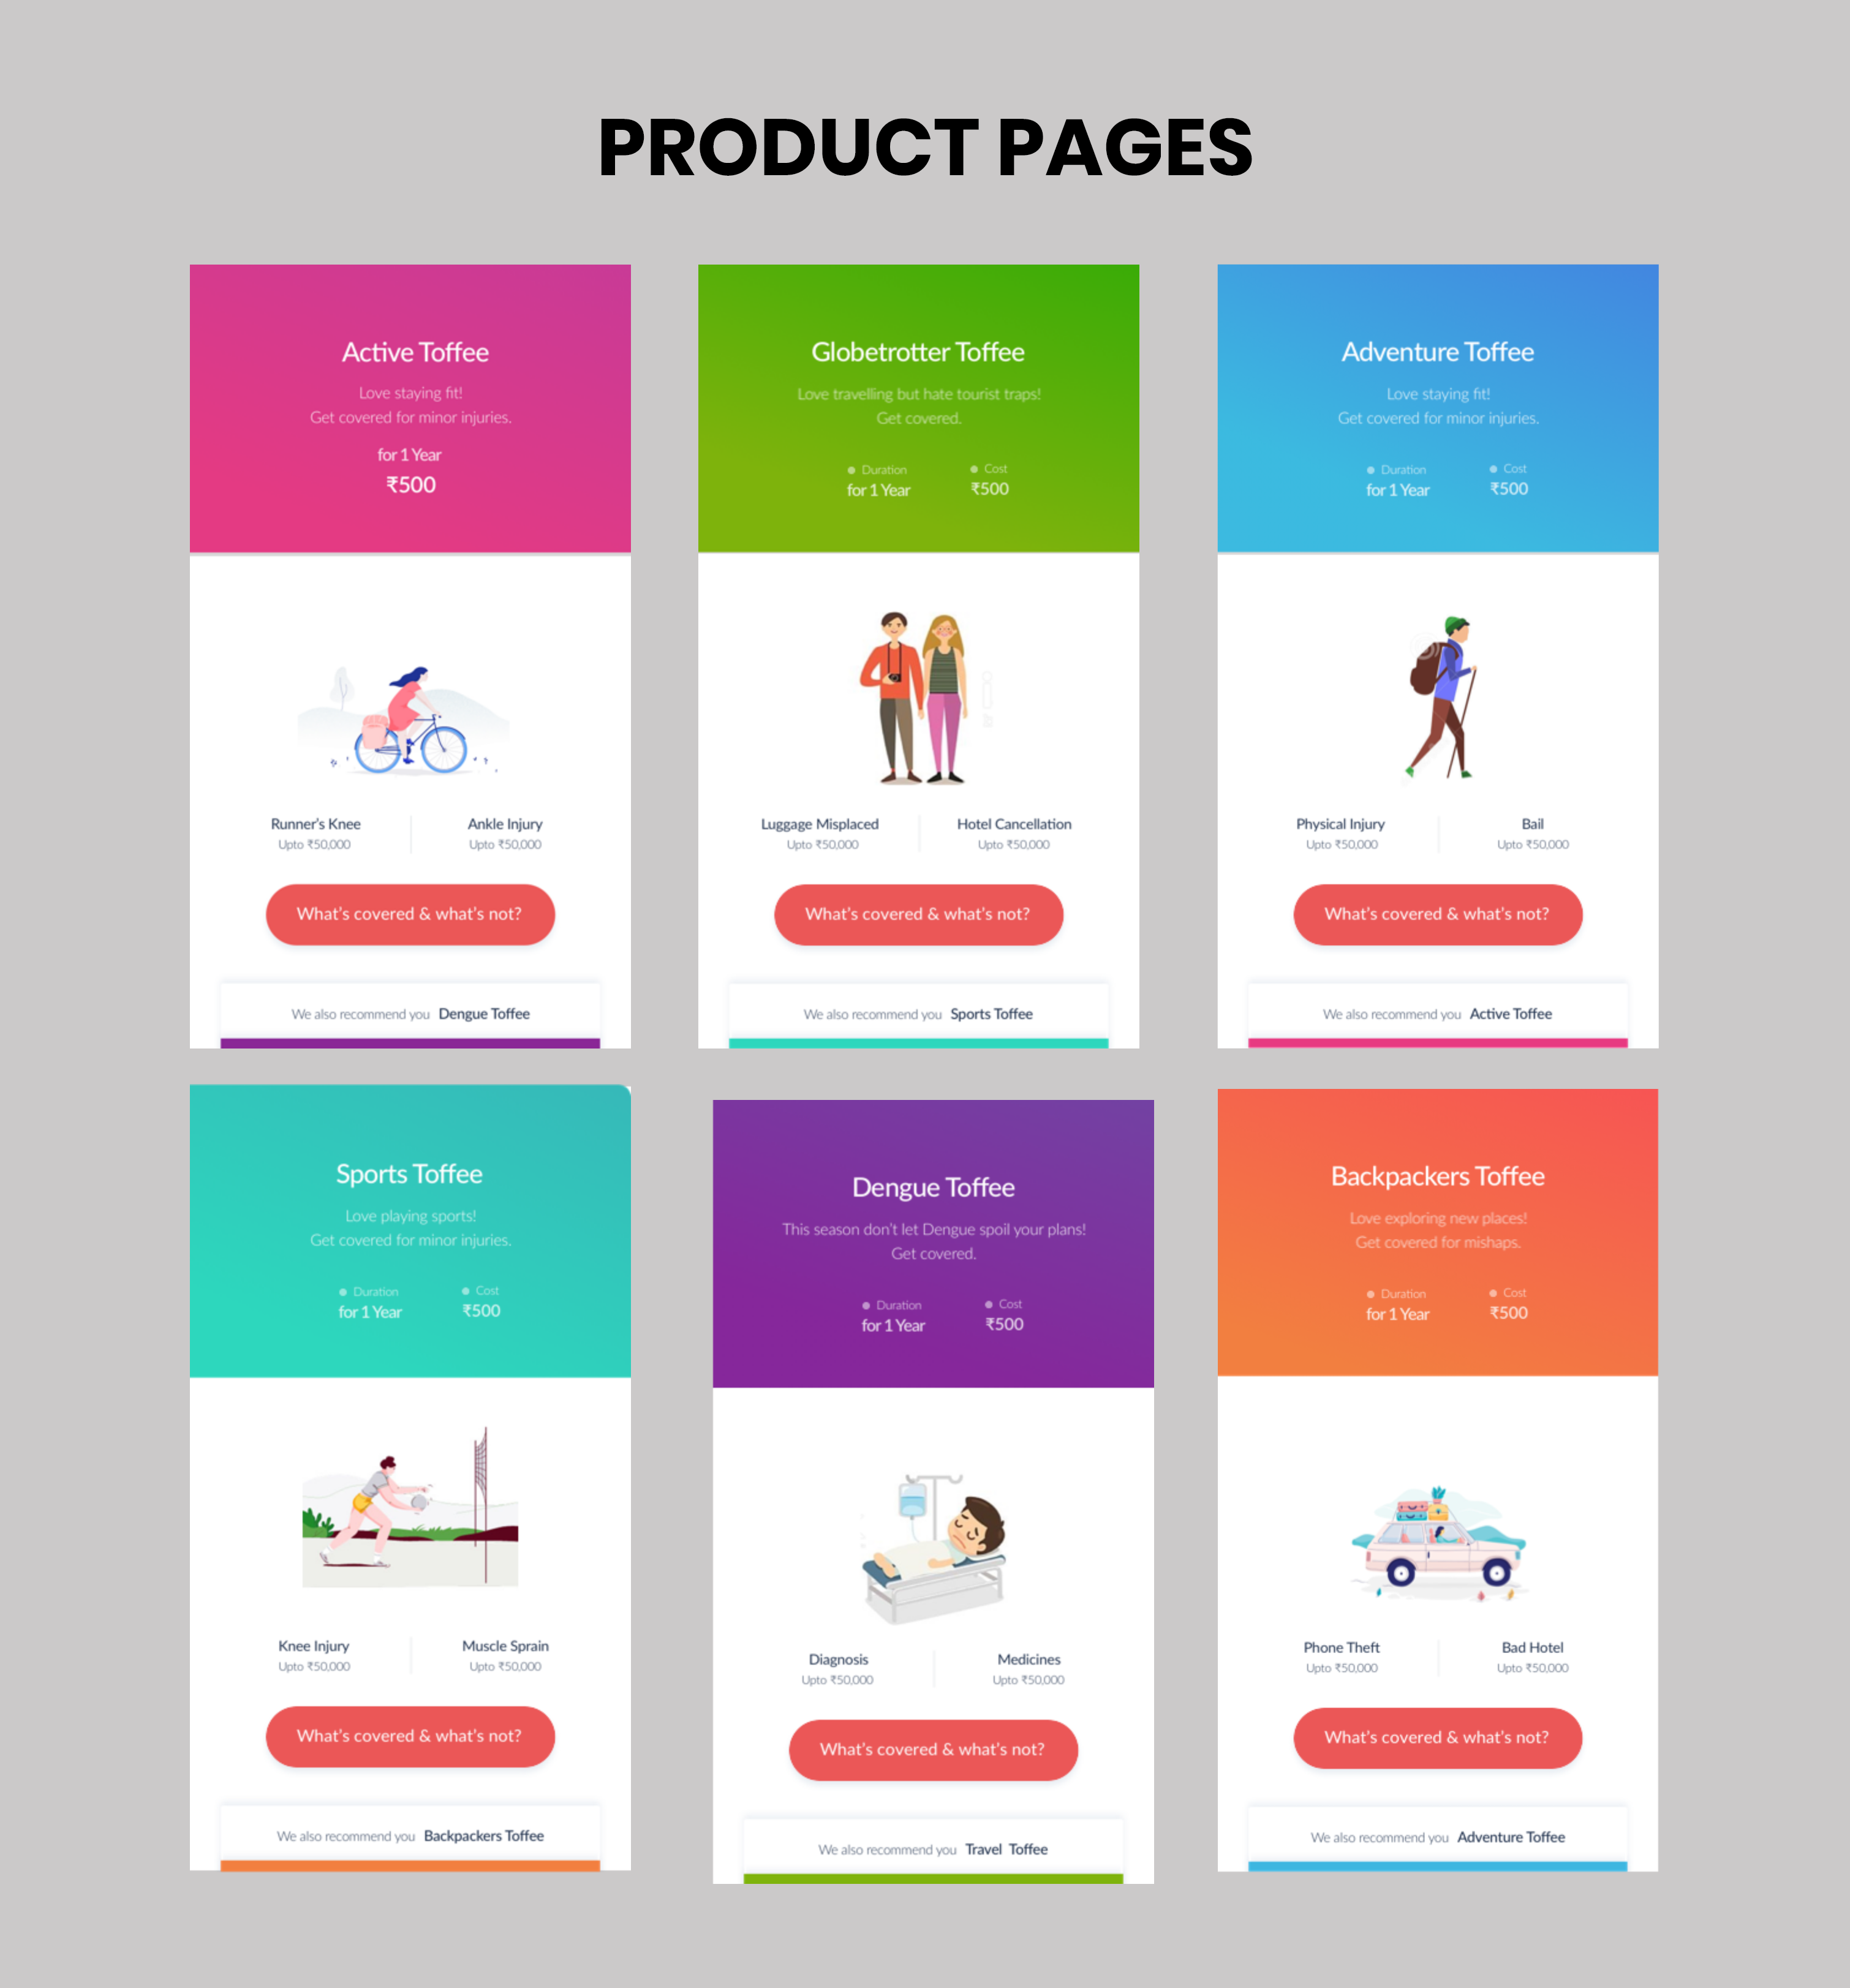 PRODUCT PAGES
Active Toffee
Love staying fit!
Get covered for minor injuries.
for 1 Year
₹500
Runner's Knee
Upto ₹50,000
Ankle Injury
Upto ₹50,000
What's covered & what's not?
We also recommend you Dengue Toffee
Globetrotter Toffee
Love travelling but hate tourist traps!
Get covered.
Duration
for 1 Year
Cost
₹500
Luggage Misplaced
Upto ₹50,000
Hotel Cancellation
Upto ₹50,000
What's covered & what's not?
We also recommend you Sports Toffee
Adventure Toffee
Love staying fit!
Get covered for minor injuries.
Duration
for 1 Year
Cost
₹500
Physical Injury
Upto ₹50,000
Bail
Upto ₹50,000
What's covered & what's not?
We also recommend you Active Toffee
Sports Toffee
Love playing sports!
Get covered for minor injuries.
Duration
for 1 Year
Cost
₹500
Knee Injury
Upto ₹50,000
Muscle Sprain
Upto ₹50,000
What's covered & what's not?
We also recommend you Backpackers Toffee
Dengue Toffee
This season don't let Dengue spoil your plans!
Get covered.
Duration
for 1 Year
Cost
₹500
Diagnosis
Upto ₹50,000
Medicines
Upto ₹50,000
What's covered & what's not?
We also recommend you Travel Toffee
Backpackers Toffee
Love exploring new places!
Get covered for mishaps.
Duration
for 1 Year
Cost
₹500
Phone Theft
Upto ₹50,000
Bad Hotel
Upto ₹50,000
What's covered & what's not?
We also recommend you Adventure Toffee